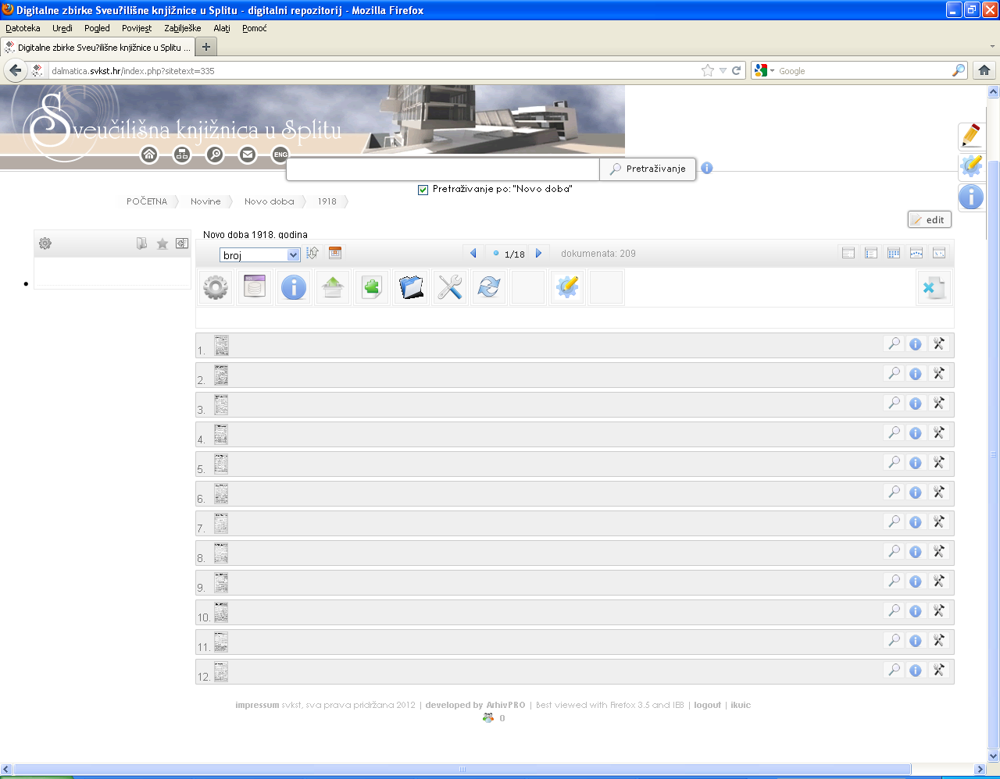 Digitalne zbirke Sveu?ilišne knjižnice u Splitu - digitalni repozitorij - Mozilla Firefox
Datoteka Uredi Pogled Povijest Zabilješke Alati Pomoć
Digitalne zbirke Sveu?ilišne knjižnice u Splitu ...
dalmatica.svkst.hr/index.php?sitetext=335
Google
Sveučilišna knjižnica u Splitu
ENG
Pretraživanje
Pretraživanje po: "Novo doba"
POČETNA Novine Novo doba 1918
edit
Novo doba 1918. godina
broj 1/18 dokumenata: 209
1.
2.
3.
4.
5.
6.
7.
8.
9.
10.
11.
12.
impressum svkst, sva prava pridržana 2012 | developed by ArhivPRO | Best viewed with Firefox 3.5 and IE8 | logout | ikuic
0